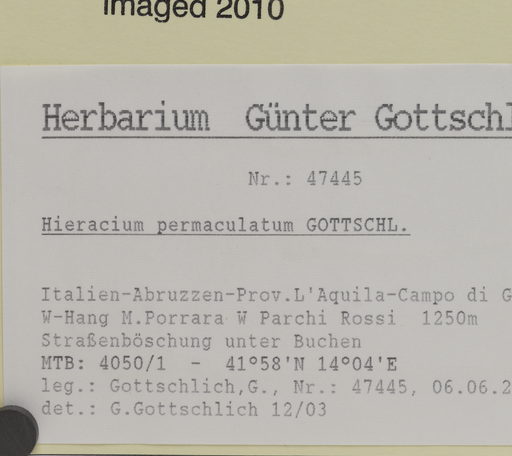 Imaged 2010
Herbarium Günter Gottschl
Nr.: 47445
Hieracium permaculatum GOTTSCHL.
Italien-Abruzzen-Prov.L'Aquila-Campo di G
W-Hang M.Porrara W Parchi Rossi 1250m
Straßenböschung unter Buchen
MTB: 4050/1 - 41°58'N 14°04'E
leg.: Gottschlich,G., Nr.: 47445, 06.06.2
det.: G.Gottschlich 12/03